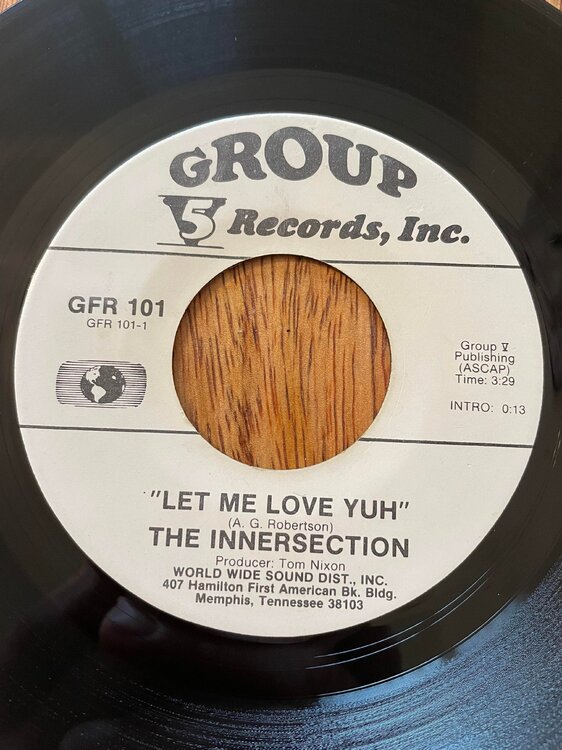 GROUP
5 Records, Inc.
GFR 101
GFR 101-1
Group V
Publishing
(ASCAP)
Time: 3:29
INTRO: 0:13
"LET ME LOVE YUH"
(A. G. Robertson)
THE INNERSECTION
Producer: Tom Nixon
WORLD WIDE SOUND DIST., INC.
407 Hamilton First American Bk. Bldg.
Memphis, Tennessee 38103